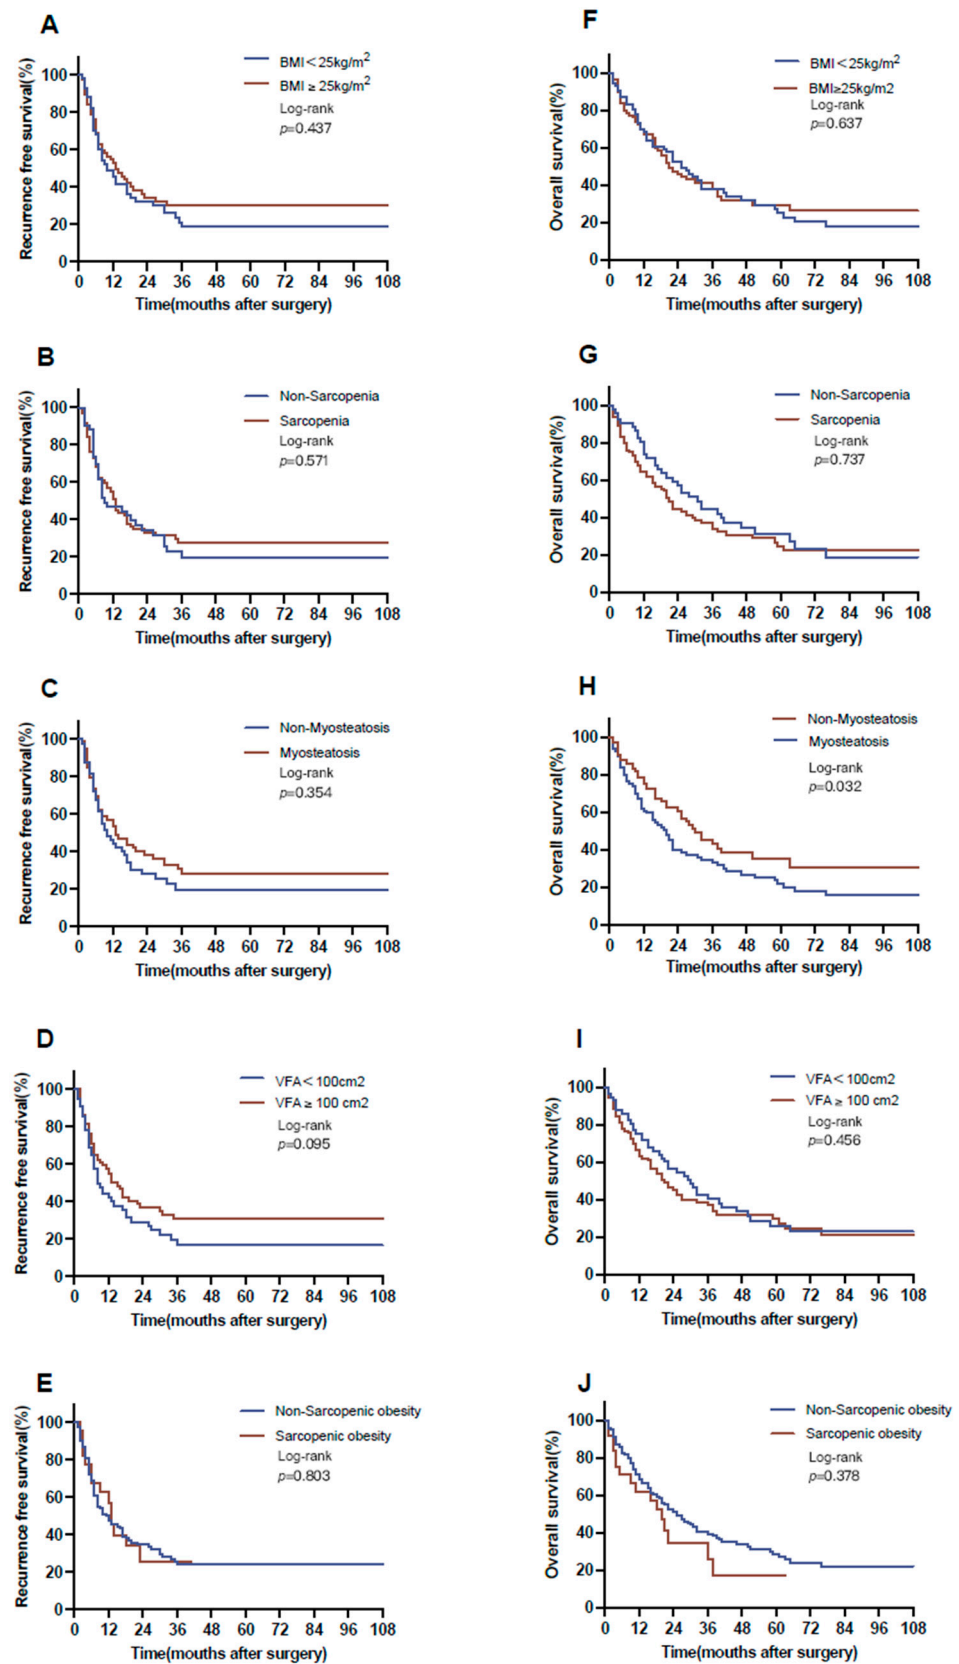 A
Recurrence free survival(%)
100
80
60
40
20
0
BMI<25kg/m2
BMI ≥ 25kg/m2
Log-rank
p=0.437
0 12 24 36 48 60 72 84 96 108
Time(mouths after surgery)
F
Overall survival(%)
100
80
60
40
20
0
BMI<25kg/m2
BMI≥25kg/m2
Log-rank
p=0.637
0 12 24 36 48 60 72 84 96 108
Time(mouths after surgery)
B
Recurrence free survival(%)
100
80
60
40
20
0
Non-Sarcopenia
Sarcopenia
Log-rank
p=0.571
0 12 24 36 48 60 72 84 96 108
Time(mouths after surgery)
G
Overall survival(%)
100
80
60
40
20
0
Non-Sarcopenia
Sarcopenia
Log-rank
p=0.737
0 12 24 36 48 60 72 84 96 108
Time(mouths after surgery)
C
Recurrence free survival(%)
100
80
60
40
20
0
Non-Myosteatosis
Myosteatosis
Log-rank
p=0.354
0 12 24 36 48 60 72 84 96 108
Time(mouths after surgery)
H
Overall survival(%)
100
80
60
40
20
0
Non-Myosteatosis
Myosteatosis
Log-rank
p=0.032
0 12 24 36 48 60 72 84 96 108
Time(mouths after surgery)
D
Recurrence free survival(%)
100
80
60
40
20
0
VFA<100cm2
VFA ≥ 100 cm2
Log-rank
p=0.095
0 12 24 36 48 60 72 84 96 108
Time(mouths after surgery)
I
Overall survival(%)
100
80
60
40
20
0
VFA<100cm2
VFA ≥ 100 cm2
Log-rank
p=0.456
0 12 24 36 48 60 72 84 96 108
Time(mouths after surgery)
E
Recurrence free survival(%)
100
80
60
40
20
0
Non-Sarcopenic obesity
Sarcopenic obesity
Log-rank
p=0.803
0 12 24 36 48 60 72 84 96 108
Time(mouths after surgery)
J
Overall survival(%)
100
80
60
40
20
0
Non-Sarcopenic obesity
Sarcopenic obesity
Log-rank
p=0.378
0 12 24 36 48 60 72 84 96 108
Time(mouths after surgery)